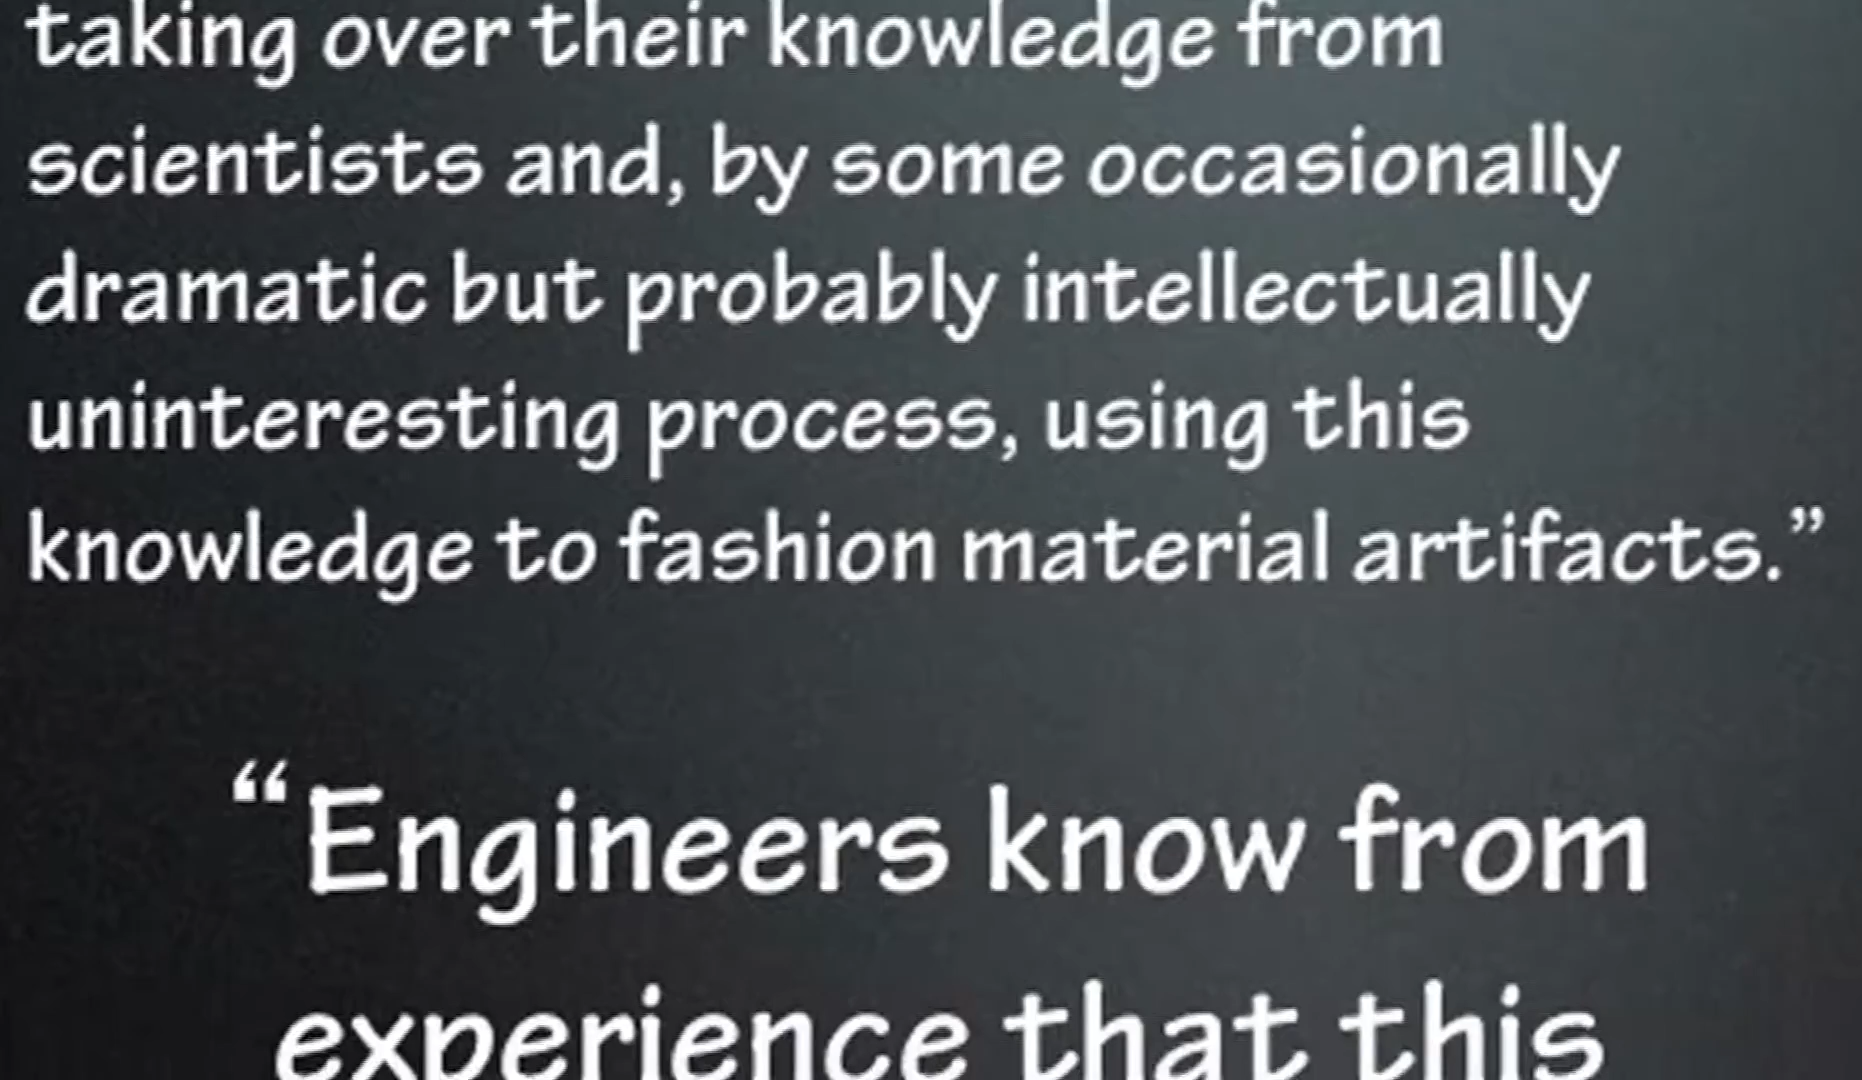 taking over their knowledge from
scientists and, by some occasionally
dramatic but probably intellectually
uninteresting process, using this
knowledge to fashion material artifacts.”
“Engineers know from
experience that this